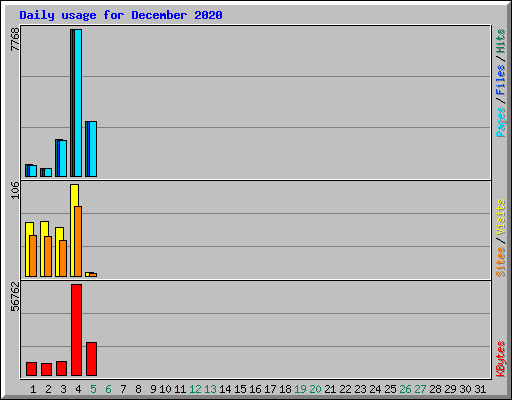 Daily usage for December 2020
7768
Pages / Files / Hits
106
Sites / Visits
56762
KBytes
1 2 3 4 5 6 7 8 9 10 11 12 13 14 15 16 17 18 19 20 21 22 23 24 25 26 27 28 29 30 31